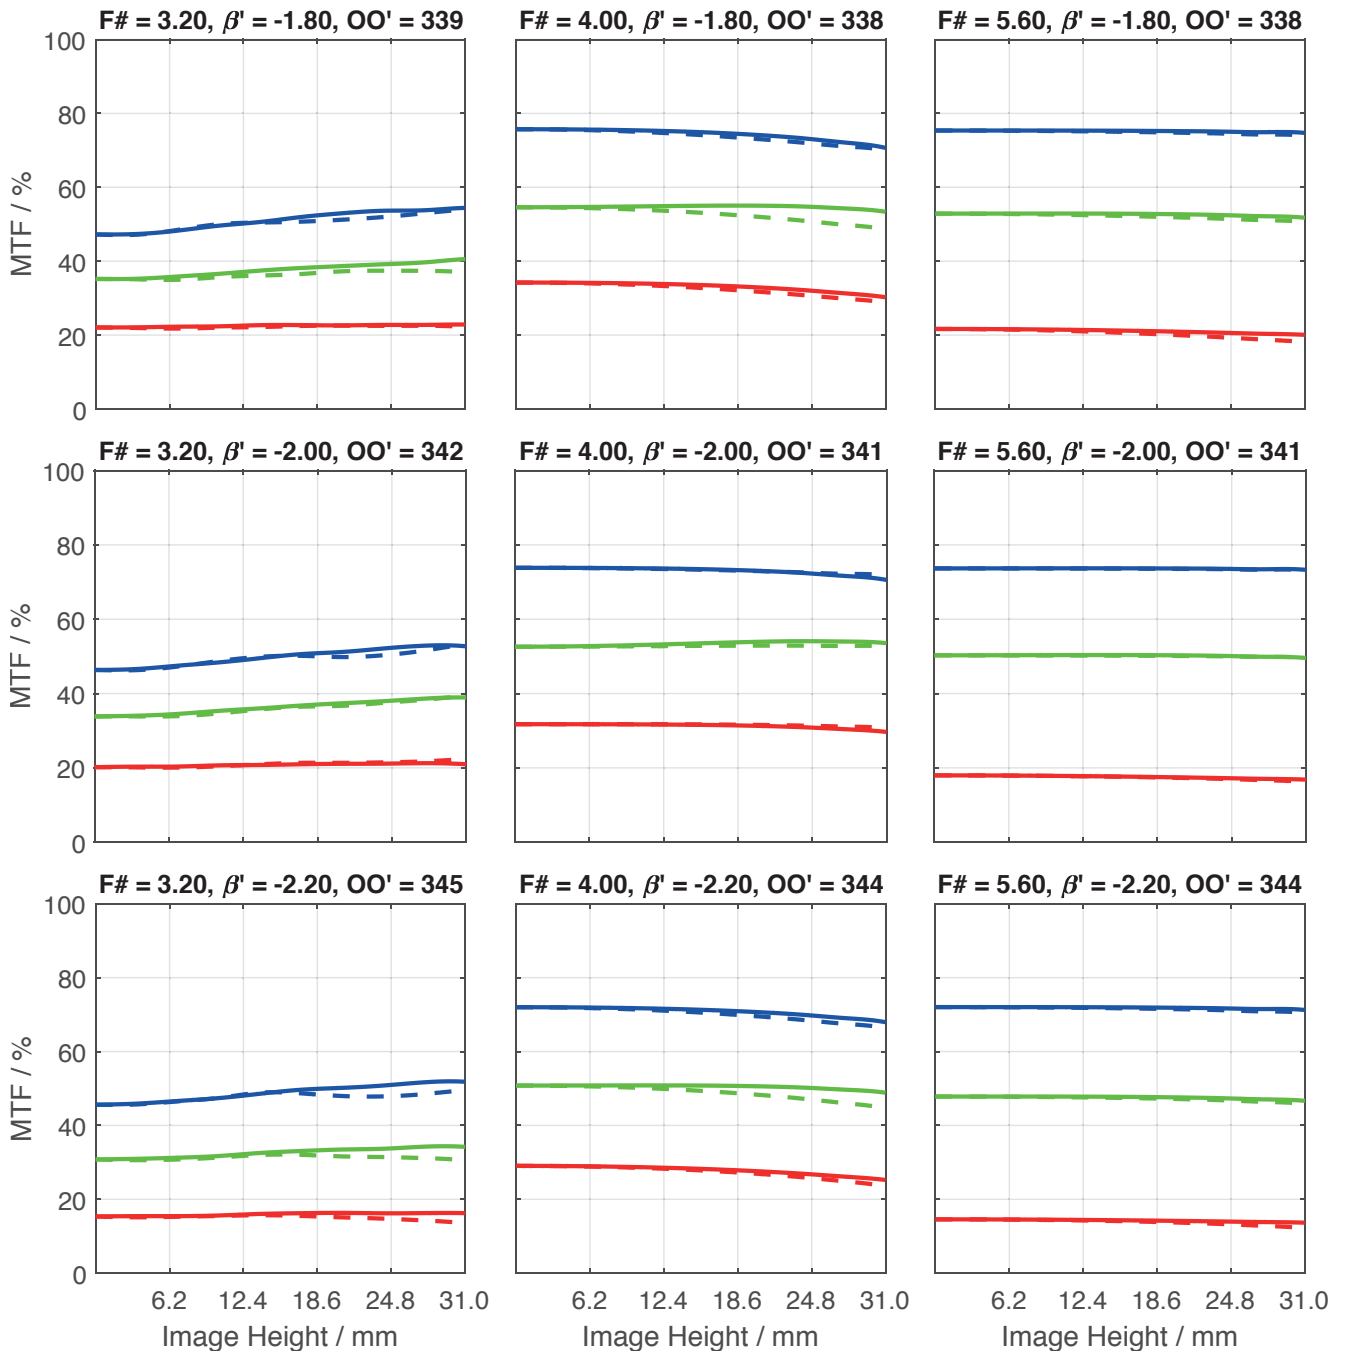 F# = 3.20, β' = -1.80, OO' = 339
F# = 4.00, β' = -1.80, OO' = 338
F# = 5.60, β' = -1.80, OO' = 338
100
80
60
40
20
0
MTF / %
F# = 3.20, β' = -2.00, OO' = 342
F# = 4.00, β' = -2.00, OO' = 341
F# = 5.60, β' = -2.00, OO' = 341
100
80
60
40
20
0
MTF / %
F# = 3.20, β' = -2.20, OO' = 345
F# = 4.00, β' = -2.20, OO' = 344
F# = 5.60, β' = -2.20, OO' = 344
100
80
60
40
20
0
MTF / %
6.2 12.4 18.6 24.8 31.0
6.2 12.4 18.6 24.8 31.0
6.2 12.4 18.6 24.8 31.0
Image Height / mm
Image Height / mm
Image Height / mm